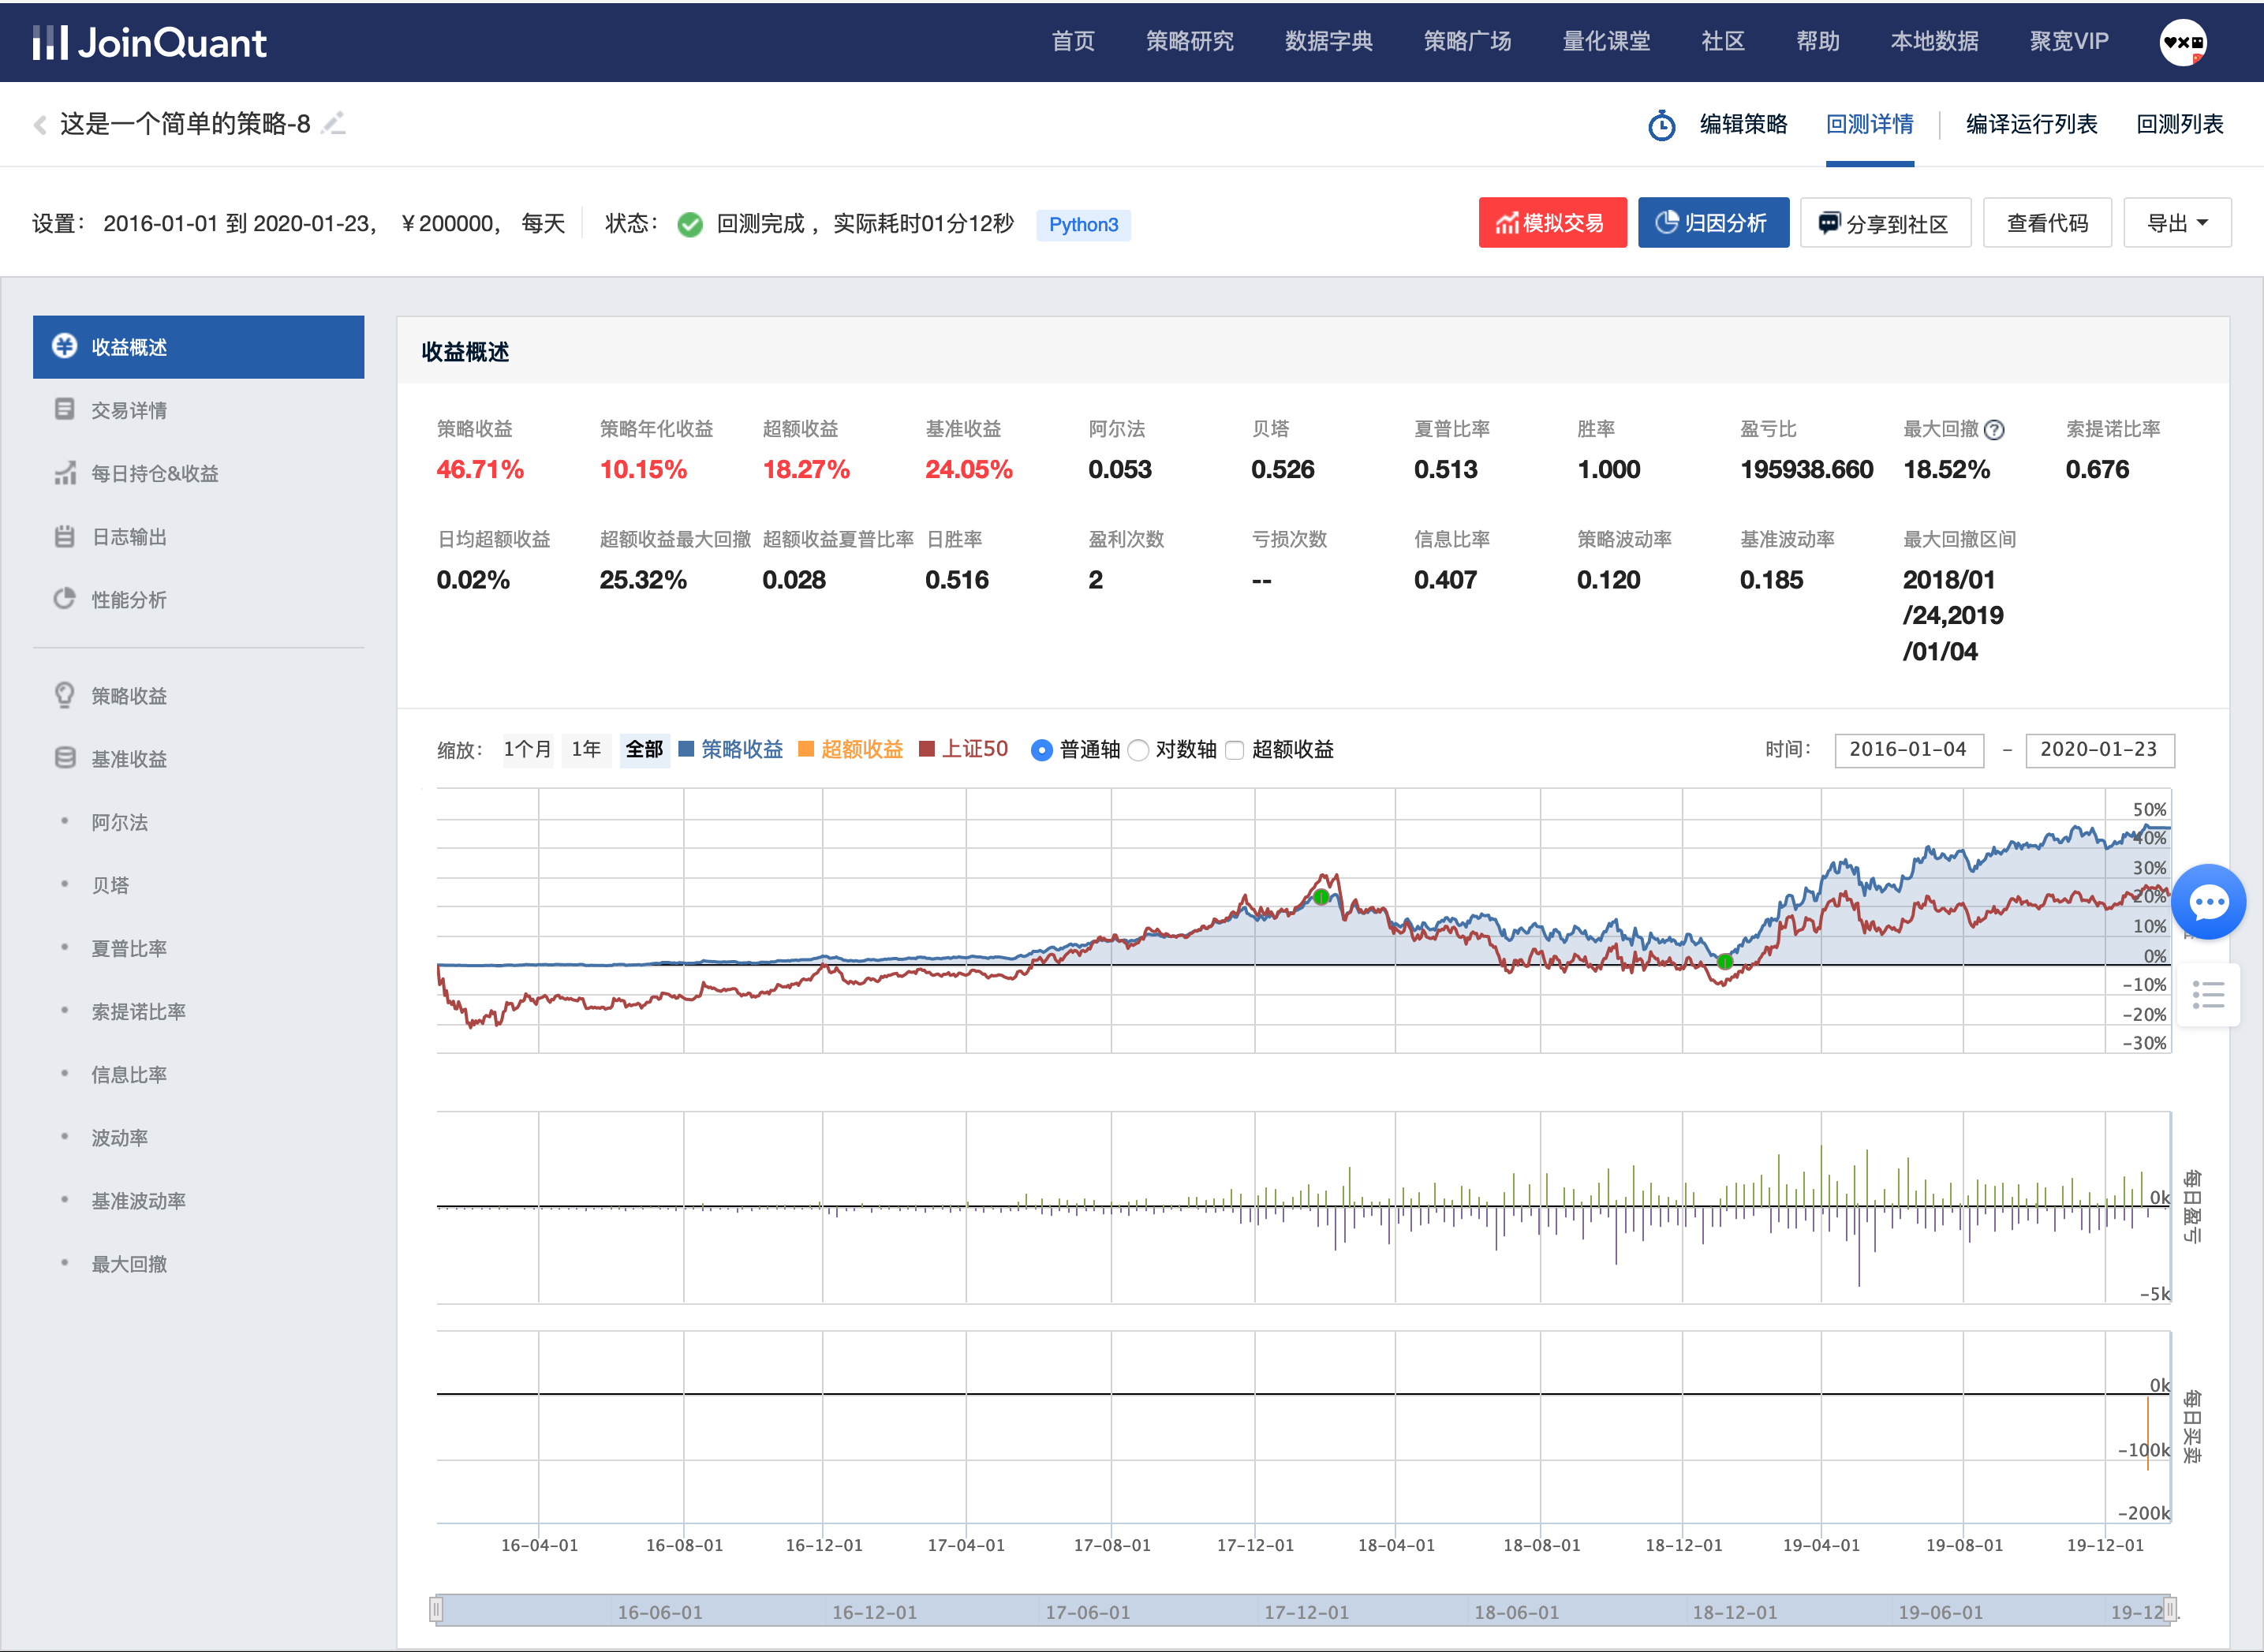 JoinQuant
首页 策略研究 数据字典 策略广场 量化课堂 社区 帮助 本地数据 聚宽VIP
这是一个简单的策略-8
编辑策略 回测详情 编译运行列表 回测列表
设置： 2016-01-01 到 2020-01-23， ￥200000， 每天 状态： 回测完成， 实际耗时01分12秒 Python3
模拟交易 归因分析 分享到社区 查看代码 导出
收益概述
交易详情
每日持仓&收益
日志输出
性能分析
策略收益
基准收益
阿尔法
贝塔
夏普比率
索提诺比率
信息比率
波动率
基准波动率
最大回撤
收益概述
策略收益 策略年化收益 超额收益 基准收益 阿尔法 贝塔 夏普比率 胜率 盈亏比 最大回撤 ? 索提诺比率
46.71% 10.15% 18.27% 24.05% 0.053 0.526 0.513 1.000 195938.660 18.52% 0.676
日均超额收益 超额收益最大回撤 超额收益夏普比率 日胜率 盈利次数 亏损次数 信息比率 策略波动率 基准波动率 最大回撤区间
0.02% 25.32% 0.028 0.516 2 -- 0.407 0.120 0.185 2018/01
/24,2019
/01/04
缩放： 1个月 1年 全部 策略收益 超额收益 上证50 普通轴 对数轴 超额收益 时间： 2016-01-04 - 2020-01-23
50%
40%
30%
20%
10%
0%
-10%
-20%
-30%
每日盈亏
0k
-5k
每日买卖
0k
-100k
-200k
16-04-01 16-08-01 16-12-01 17-04-01 17-08-01 17-12-01 18-04-01 18-08-01 18-12-01 19-04-01 19-08-01 19-12-01
16-06-01 16-12-01 17-06-01 17-12-01 18-06-01 18-12-01 19-06-01 19-12